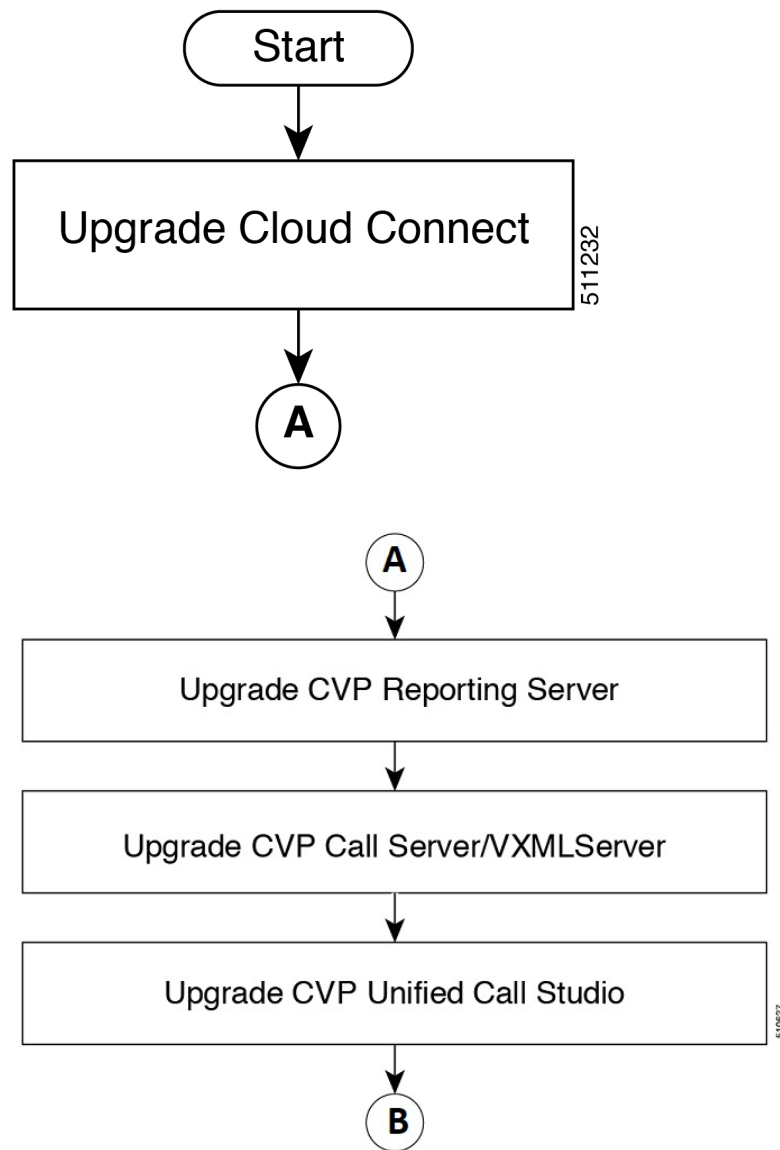 Start
Upgrade Cloud Connect
511232
A
A
Upgrade CVP Reporting Server
Upgrade CVP Call Server/VXMLServer
Upgrade CVP Unified Call Studio
B